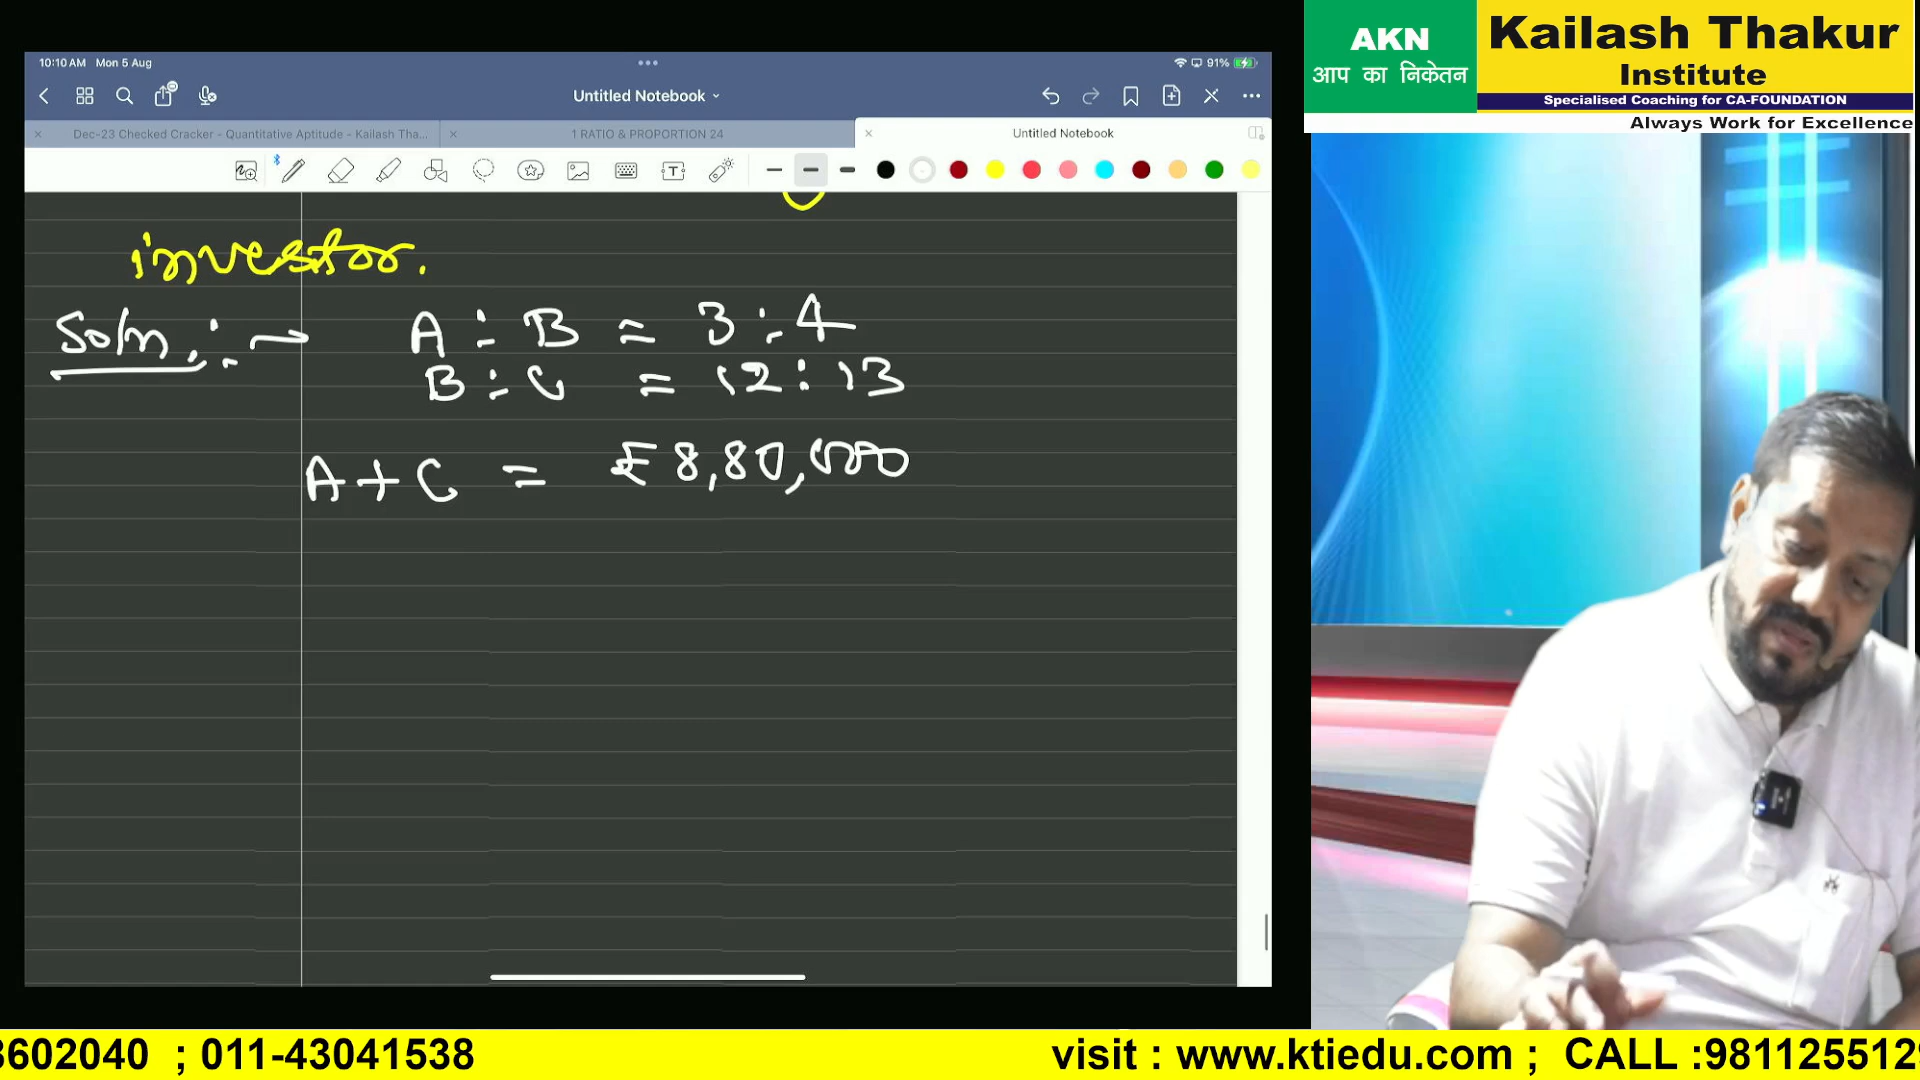 AKN
आप का निकेतन
Kailash Thakur
Institute
Specialised Coaching for CA-FOUNDATION
Always Work for Excellence
10:10 AM Mon 5 Aug
91%
Untitled Notebook
Dec-23 Checked Cracker - Quantitative Aptitude - Kailash Tha...
1 RATIO & PROPORTION 24
Untitled Notebook
investor.
Soln.:→ A : B = 3 : 4
B : C = 12 : 13
A + C = ₹ 8,80,000
3602040 ; 011-43041538
visit : www.ktiedu.com ; CALL :981125512